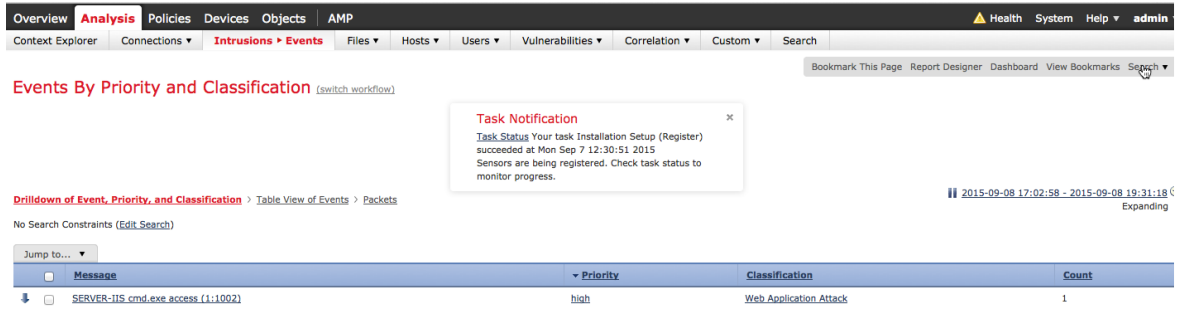 Overview Analysis Policies Devices Objects AMP Health System Help ▾ admin
Context Explorer Connections ▾ Intrusions ▸ Events Files ▾ Hosts ▾ Users ▾ Vulnerabilities ▾ Correlation ▾ Custom ▾ Search
Bookmark This Page Report Designer Dashboard View Bookmarks Search ▾
Events By Priority and Classification (switch workflow)
Task Notification ×
Task Status Your task Installation Setup (Register)
succeeded at Mon Sep 7 12:30:51 2015
Sensors are being registered. Check task status to
monitor progress.
2015-09-08 17:02:58 - 2015-09-08 19:31:18
Expanding
Drilldown of Event, Priority, and Classification > Table View of Events > Packets
No Search Constraints (Edit Search)
Jump to... ▼
Message ▾ Priority Classification Count
SERVER-IIS cmd.exe access (1:1002) high Web Application Attack 1